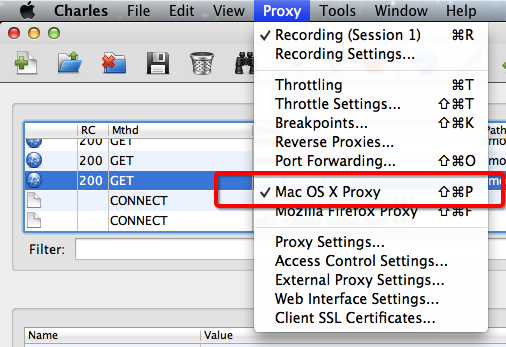 Charles File Edit View Proxy Tools Window Help
Recording (Session 1) ⌘R
Recording Settings...
Throttling ⌘T
Throttle Settings... ⇧⌘T
Breakpoints... ⇧⌘K
Reverse Proxies...
Port Forwarding... ⇧⌘O
Mac OS X Proxy ⇧⌘P
Mozilla Firefox Proxy ⇧⌘F
Proxy Settings...
Access Control Settings...
External Proxy Settings...
Web Interface Settings...
Client SSL Certificates...
RC Mthd
200 GET
200 GET
200 GET
CONNECT
CONNECT
Filter:
Name Value